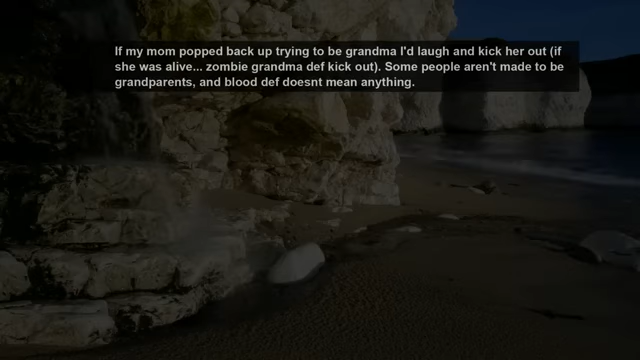 If my mom popped back up trying to be grandma I'd laugh and kick her out (if
she was alive... zombie grandma def kick out). Some people aren't made to be
grandparents, and blood def doesnt mean anything.